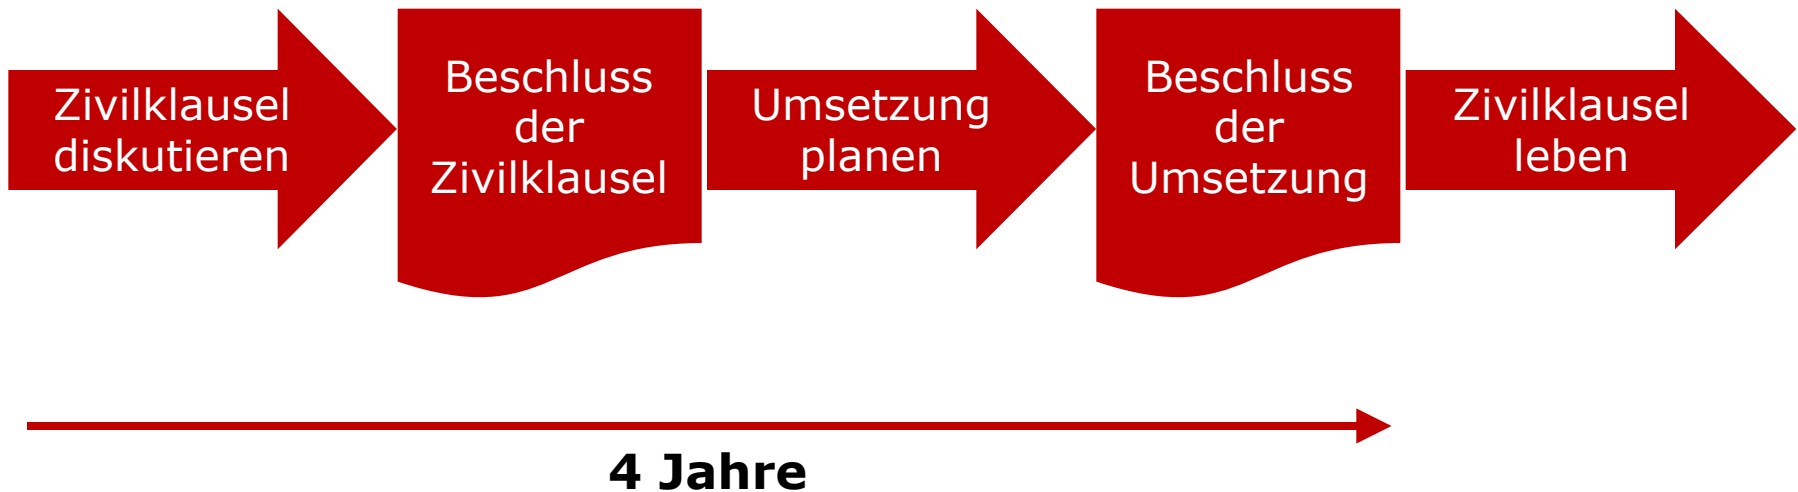 Zivilklausel
diskutieren
Beschluss
der
Zivilklausel
Umsetzung
planen
Beschluss
der
Umsetzung
Zivilklausel
leben
4 Jahre